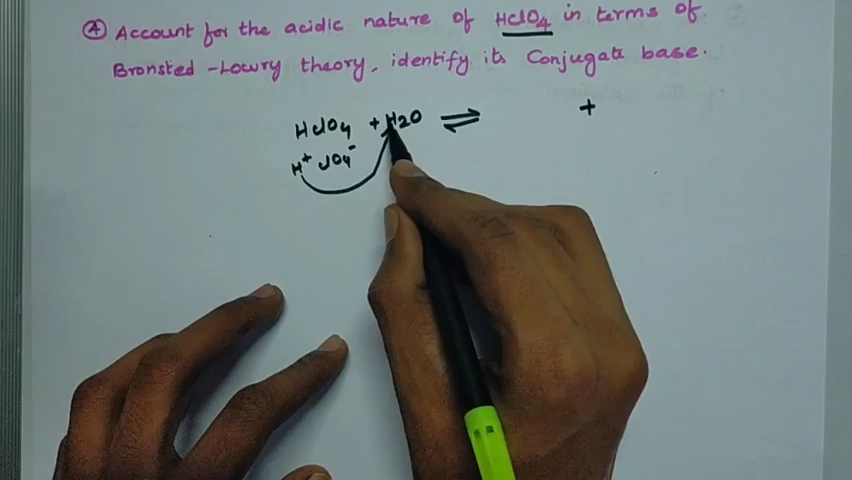 ④ Account for the acidic nature of HClO4 in terms of
Bronsted-Lowry theory, identify its Conjugate base.
HClO4 + H2O ⇌ +
H+ ClO4-